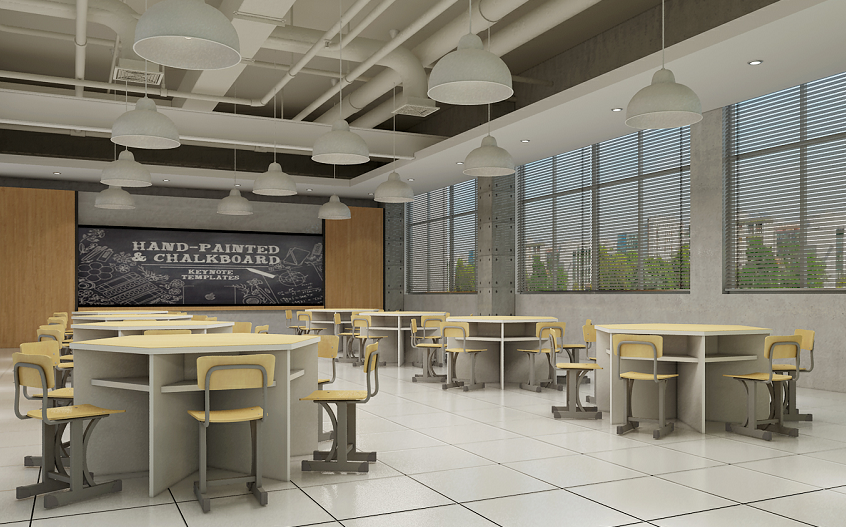 HAND-PAINTED
& CHALKBOARD
KEYNOTE
TEMPLATES